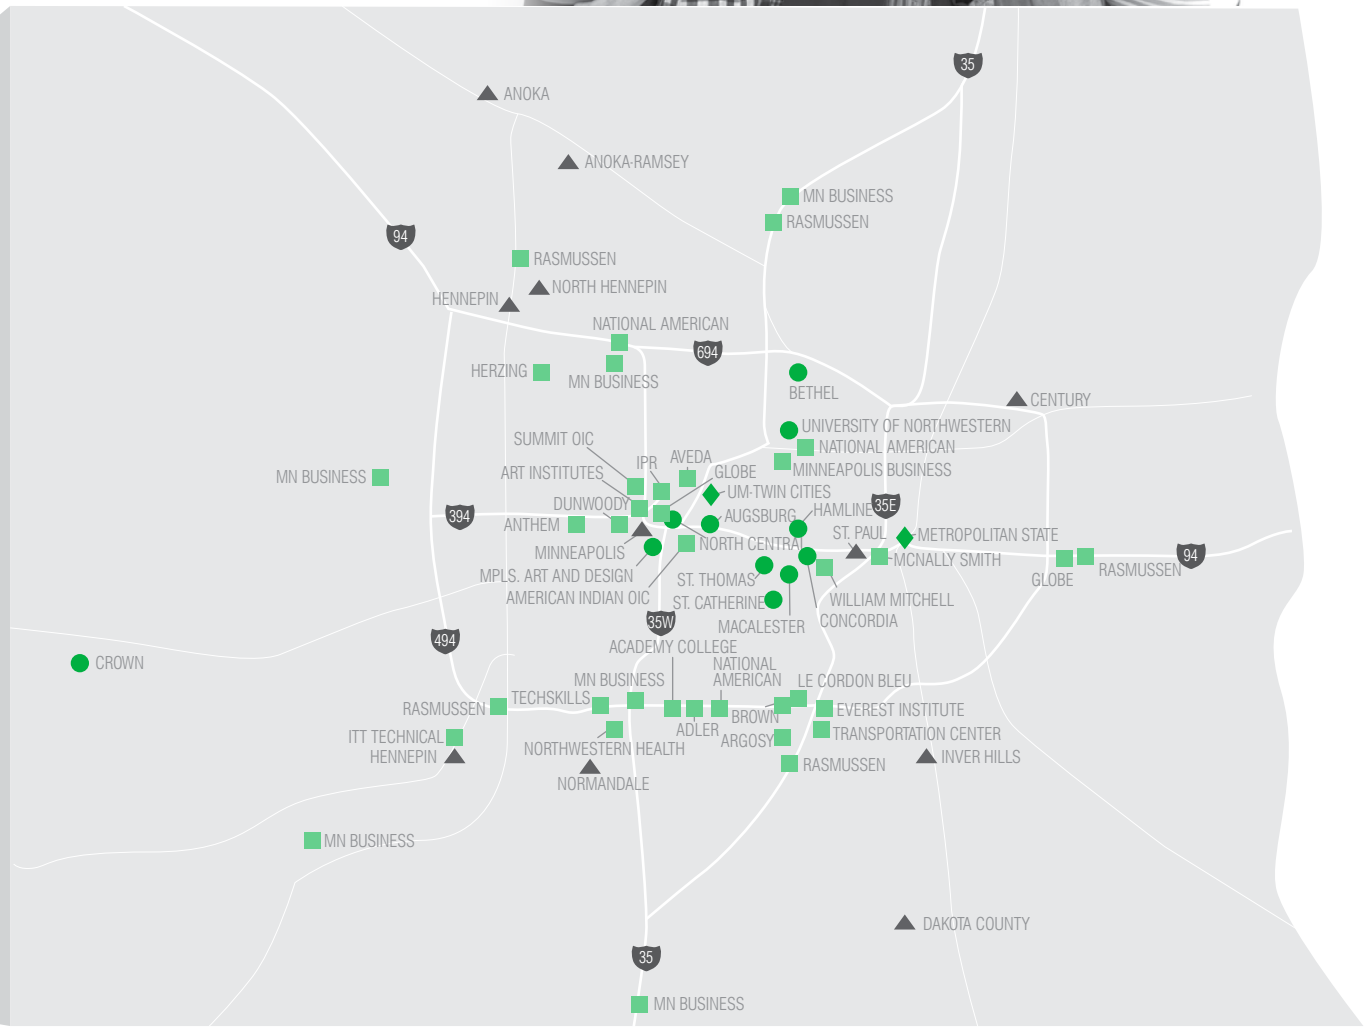 35
ANOKA
ANOKA-RAMSEY
MN BUSINESS
RASMUSSEN
94
RASMUSSEN
NORTH HENNEPIN
HENNEPIN
NATIONAL AMERICAN
694
HERZING
MN BUSINESS
BETHEL
CENTURY
UNIVERSITY OF NORTHWESTERN
SUMMIT OIC
NATIONAL AMERICAN
IPR
AVEDA
MINNEAPOLIS BUSINESS
ART INSTITUTES
GLOBE
MN BUSINESS
UM-TWIN CITIES
DUNWOODY
HAMLINE
35E
394
ANTHEM
AUGSBURG
ST. PAUL
METROPOLITAN STATE
MINNEAPOLIS
NORTH CENTRAL
94
MCNALLY SMITH
MPLS. ART AND DESIGN
ST. THOMAS
GLOBE
RASMUSSEN
AMERICAN INDIAN OIC
ST. CATHERINE
WILLIAM MITCHELL
35W
MACALESTER
CONCORDIA
494
ACADEMY COLLEGE
CROWN
NATIONAL
AMERICAN
MN BUSINESS
LE CORDON BLEU
TECHSKILLS
RASMUSSEN
BROWN
EVEREST INSTITUTE
ADLER
ITT TECHNICAL
ARGOSY
TRANSPORTATION CENTER
NORTHWESTERN HEALTH
HENNEPIN
INVER HILLS
RASMUSSEN
NORMANDALE
MN BUSINESS
DAKOTA COUNTY
35
MN BUSINESS